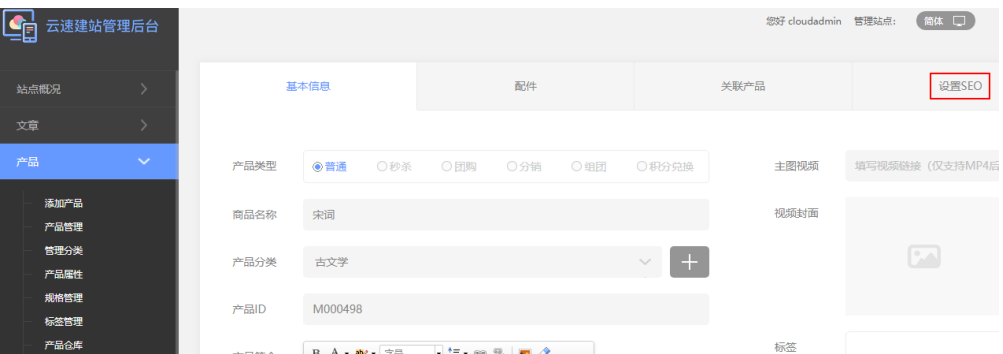 云速建站管理后台
您好 cloudadmin 管理站点： 简体
站点概况
文章
产品
添加产品
产品管理
管理分类
产品属性
规格管理
标签管理
产品仓库
基本信息 配件 关联产品 设置SEO
产品类型 普通 秒杀 团购 分销 组团 积分兑换
商品名称 宋词
产品分类 古文学
产品ID M000498
主图视频 填写视频链接（仅支持MP4后
视频封面
标签